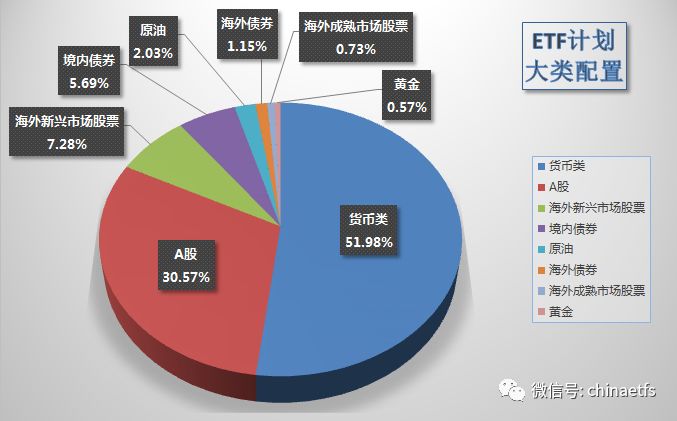 ETF计划
大类配置
原油
2.03%
海外债券
1.15%
海外成熟市场股票
0.73%
境内债券
5.69%
黄金
0.57%
海外新兴市场股票
7.28%
货币类
51.98%
A股
30.57%
货币类
A股
海外新兴市场股票
境内债券
原油
海外债券
海外成熟市场股票
黄金
微信号: chinaetfs